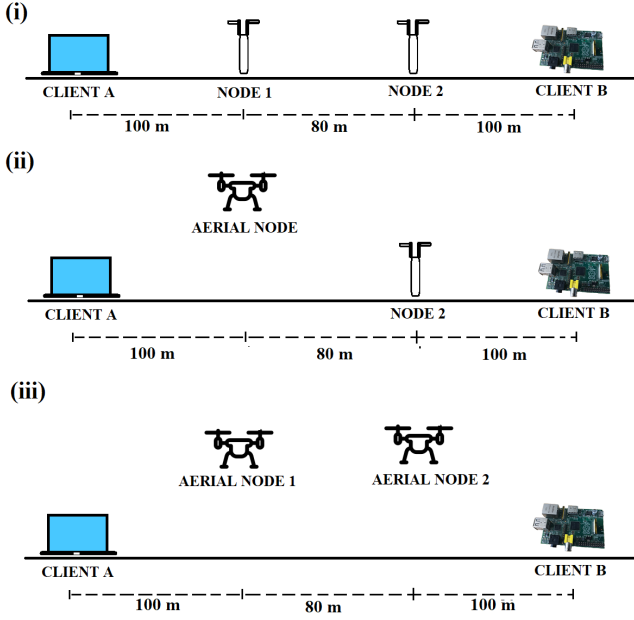 (i)
CLIENT A NODE 1 NODE 2 CLIENT B
100 m 80 m 100 m
(ii)
AERIAL NODE
CLIENT A NODE 2 CLIENT B
100 m 80 m 100 m
(iii)
AERIAL NODE 1 AERIAL NODE 2
CLIENT A CLIENT B
100 m 80 m 100 m